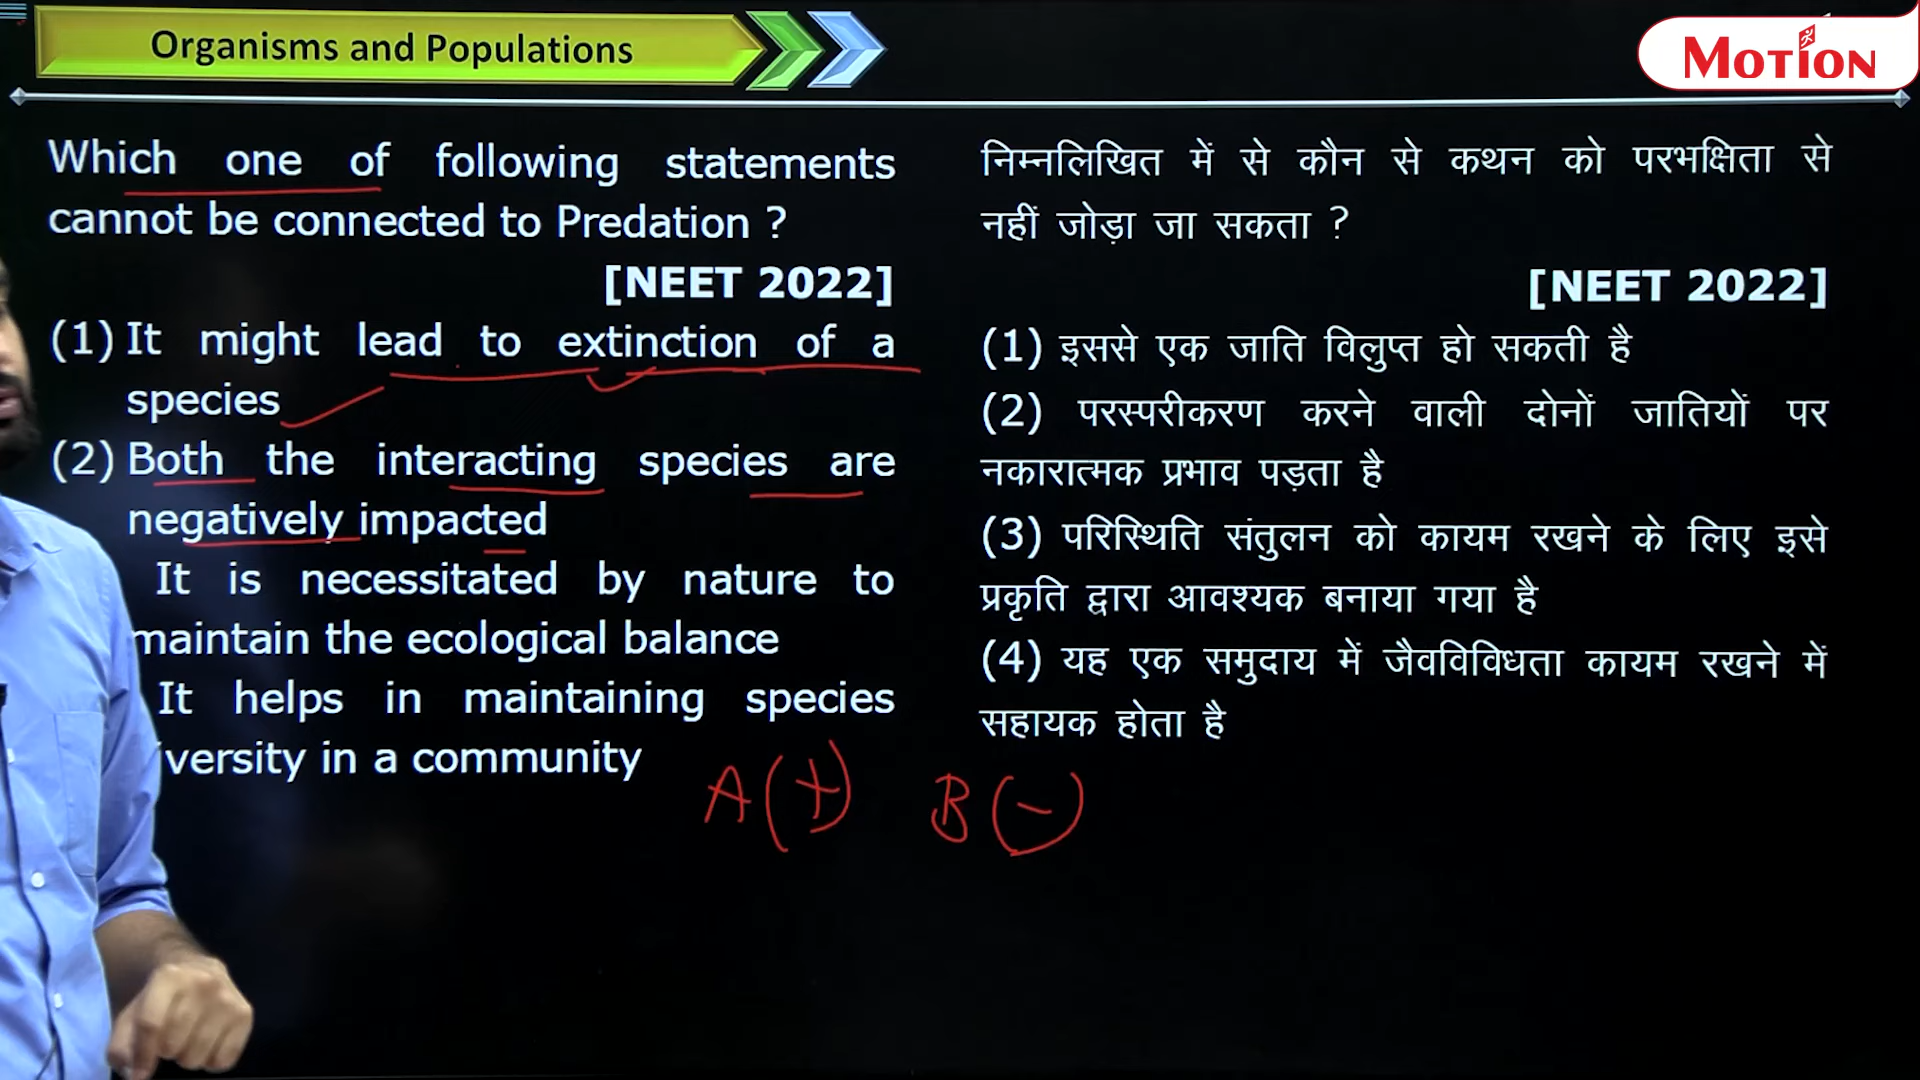 Organisms and Populations
MOTION
Which one of following statements
cannot be connected to Predation ?
[NEET 2022]
(1) It might lead to extinction of a
species
(2) Both the interacting species are
negatively impacted
It is necessitated by nature to
maintain the ecological balance
It helps in maintaining species
versity in a community
निम्नलिखित में से कौन से कथन को परभक्षिता से
नहीं जोड़ा जा सकता ?
[NEET 2022]
(1) इससे एक जाति विलुप्त हो सकती है
(2) परस्परीकरण करने वाली दोनों जातियों पर
नकारात्मक प्रभाव पड़ता है
(3) परिस्थिति संतुलन को कायम रखने के लिए इसे
प्रकृति द्वारा आवश्यक बनाया गया है
(4) यह एक समुदाय में जैवविविधता कायम रखने में
सहायक होता है
A (+) B (-)